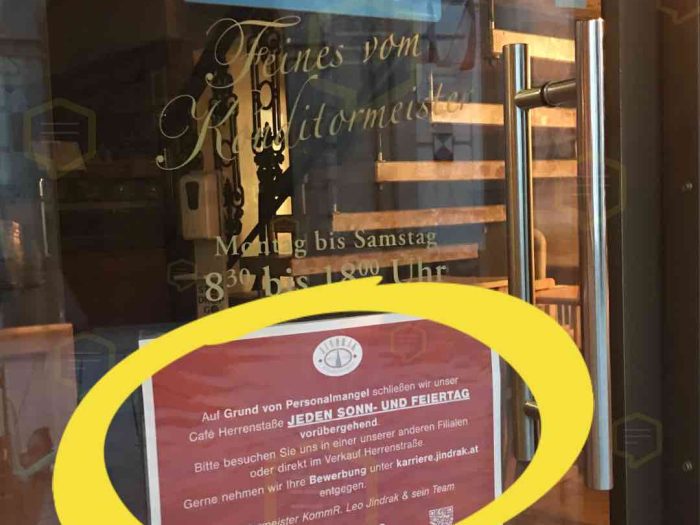 Feines vom
Konditormeister
Montag bis Samstag
8³⁰ bis 18⁰⁰ Uhr
JINDRAK
Auf Grund von Personalmangel schließen wir unser
Café Herrenstaße JEDEN SONN- UND FEIERTAG
vorübergehend.
Bitte besuchen Sie uns in einer unserer anderen Filialen
oder direkt im Verkauf Herrenstraße.
Gerne nehmen wir Ihre Bewerbung unter karriere.jindrak.at
entgegen.
meister KommR. Leo Jindrak & sein Team